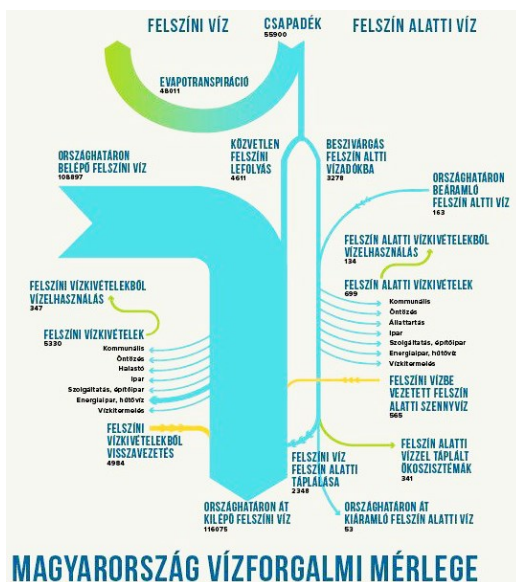 FELSZÍNI VÍZ
CSAPADÉK
55900
FELSZÍN ALATTI VÍZ
EVAPOTRANSPIRÁCIÓ
48011
KÖZVETLEN
FELSZÍNI
LEFOLYÁS
4611
BESZIVÁRGÁS
FELSZÍN ALTTI
VÍZADÓKBA
3278
ORSZÁGHATÁRON
BELÉPŐ FELSZÍNI VÍZ
108897
ORSZÁGHATÁRON
BEÁRAMLÓ
FELSZÍN ALTTI VÍZ
163
FELSZÍN ALATTI VÍZKIVÉTELEKBŐL
VÍZELHASZNÁLÁS
134
FELSZÍN ALATTI VÍZKIVÉTELEK
699
Kommunális
Öntözés
Állattartás
Ipar
Szolgáltatás, építőipar
Energiaipar, hűtővíz
Vízkitermelés
FELSZÍNI VÍZKIVÉTELEKBŐL
VÍZELHASZNÁLÁS
347
FELSZÍNI VÍZKIVÉTELEK
5330
Kommunális
Öntözés
Halastó
Ipar
Szolgáltatás, építőipar
Energiaipar, hűtővíz
Vízkitermelés
FELSZÍNI VÍZBE
VEZETETT FELSZÍN
ALATTI SZENNYVÍZ
565
FELSZÍNI
VÍZKIVÉTELEKBŐL
VISSZAVEZETÉS
4984
FELSZÍNI VÍZ
FELSZÍN ALATTI
TÁPLÁLÁSA
2348
FELSZÍN ALATTI
VÍZZEL TÁPLÁLT
ÖKOSZISZTÉMÁK
341
ORSZÁGHATÁRON ÁT
KILÉPŐ FELSZÍNI VÍZ
116075
ORSZÁGHATÁRON ÁT
KIÁRAMLÓ FELSZÍN ALATTI VÍZ
53
MAGYARORSZÁG VÍZFORGALMI MÉRLEGE